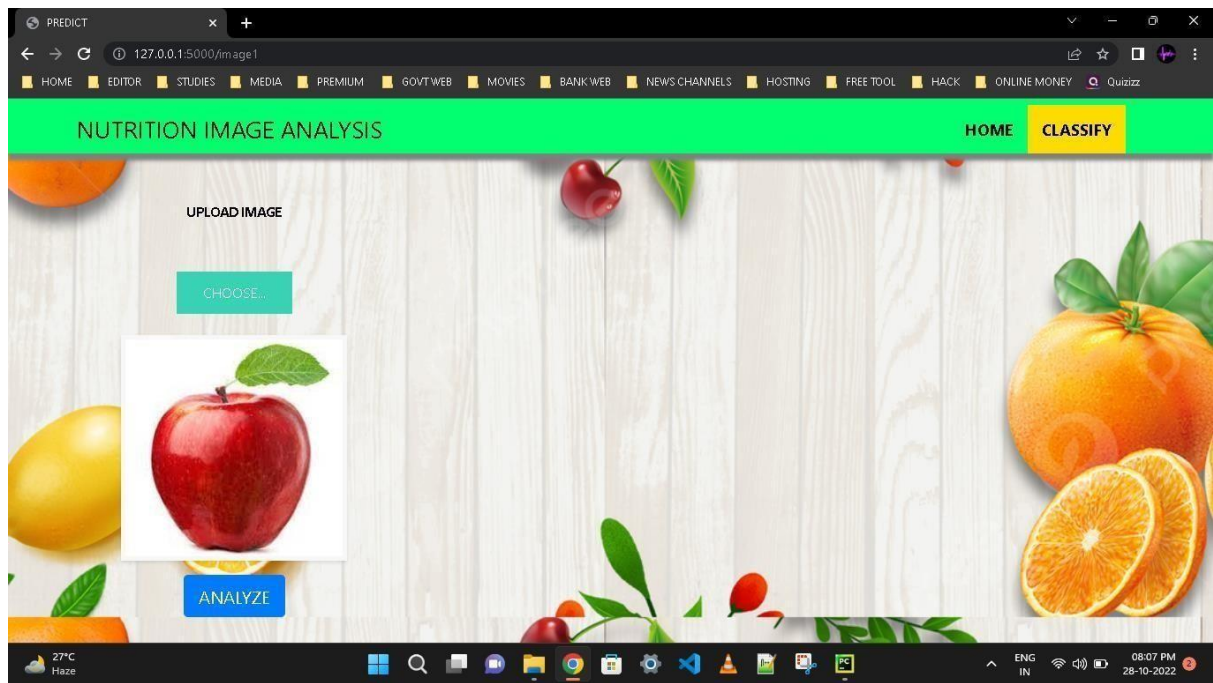 PREDICT
127.0.0.1:5000/image1
HOME EDITOR STUDIES MEDIA PREMIUM GOVT WEB MOVIES BANK WEB NEWS CHANNELS HOSTING FREE TOOL HACK ONLINE MONEY Quizizz
NUTRITION IMAGE ANALYSIS HOME CLASSIFY
UPLOAD IMAGE
CHOOSE...
ANALYZE
27°C
Haze
ENG
IN
08:07 PM
28-10-2022
2